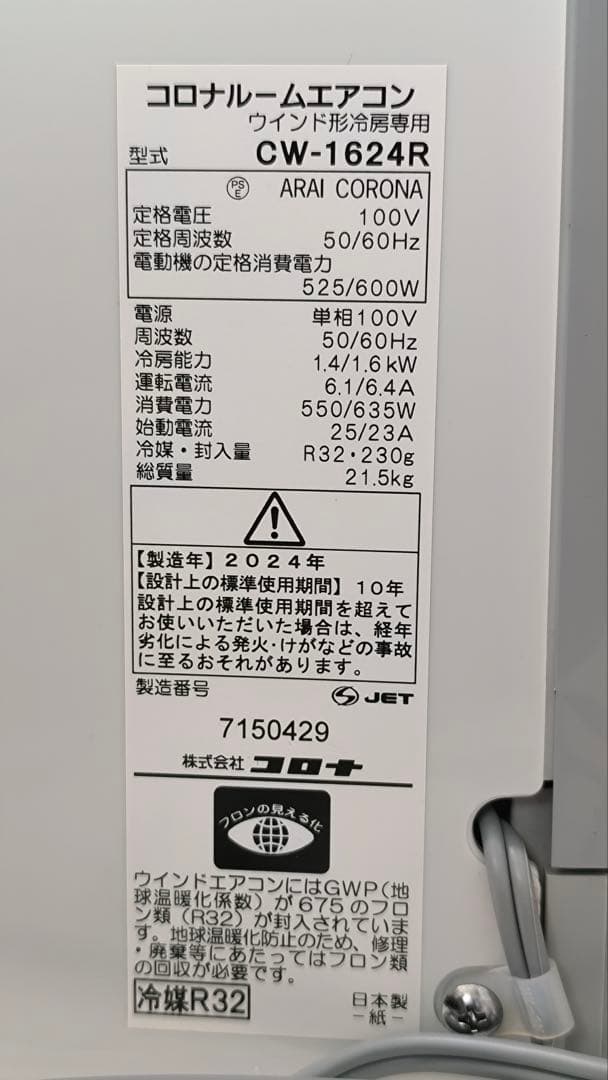 コロナルームエアコン
ウインド形冷房専用
型式 CW-1624R
PS E ARAI CORONA
定格電圧 100V
定格周波数 50/60Hz
電動機の定格消費電力
525/600W
電源 単相100V
周波数 50/60Hz
冷房能力 1.4/1.6kW
運転電流 6.1/6.4A
消費電力 550/635W
始動電流 25/23A
冷媒・封入量 R32・230g
総質量 21.5kg
【製造年】２０２４年
【設計上の標準使用期間】10年
設計上の標準使用期間を超えて
お使いいただいた場合は、経年
劣化による発火・けがなどの事故
に至るおそれがあります。
製造番号 JET
7150429
株式会社 コロナ
フロンの見える化
ウインドエアコンにはGWP(地
球温暖化係数)が675のフロ
ン類(R32)が封入されていま
す。地球温暖化防止のため、修理
・廃棄等にあたってはフロン類
の回収が必要です。
冷媒R32 日本製
－紙－